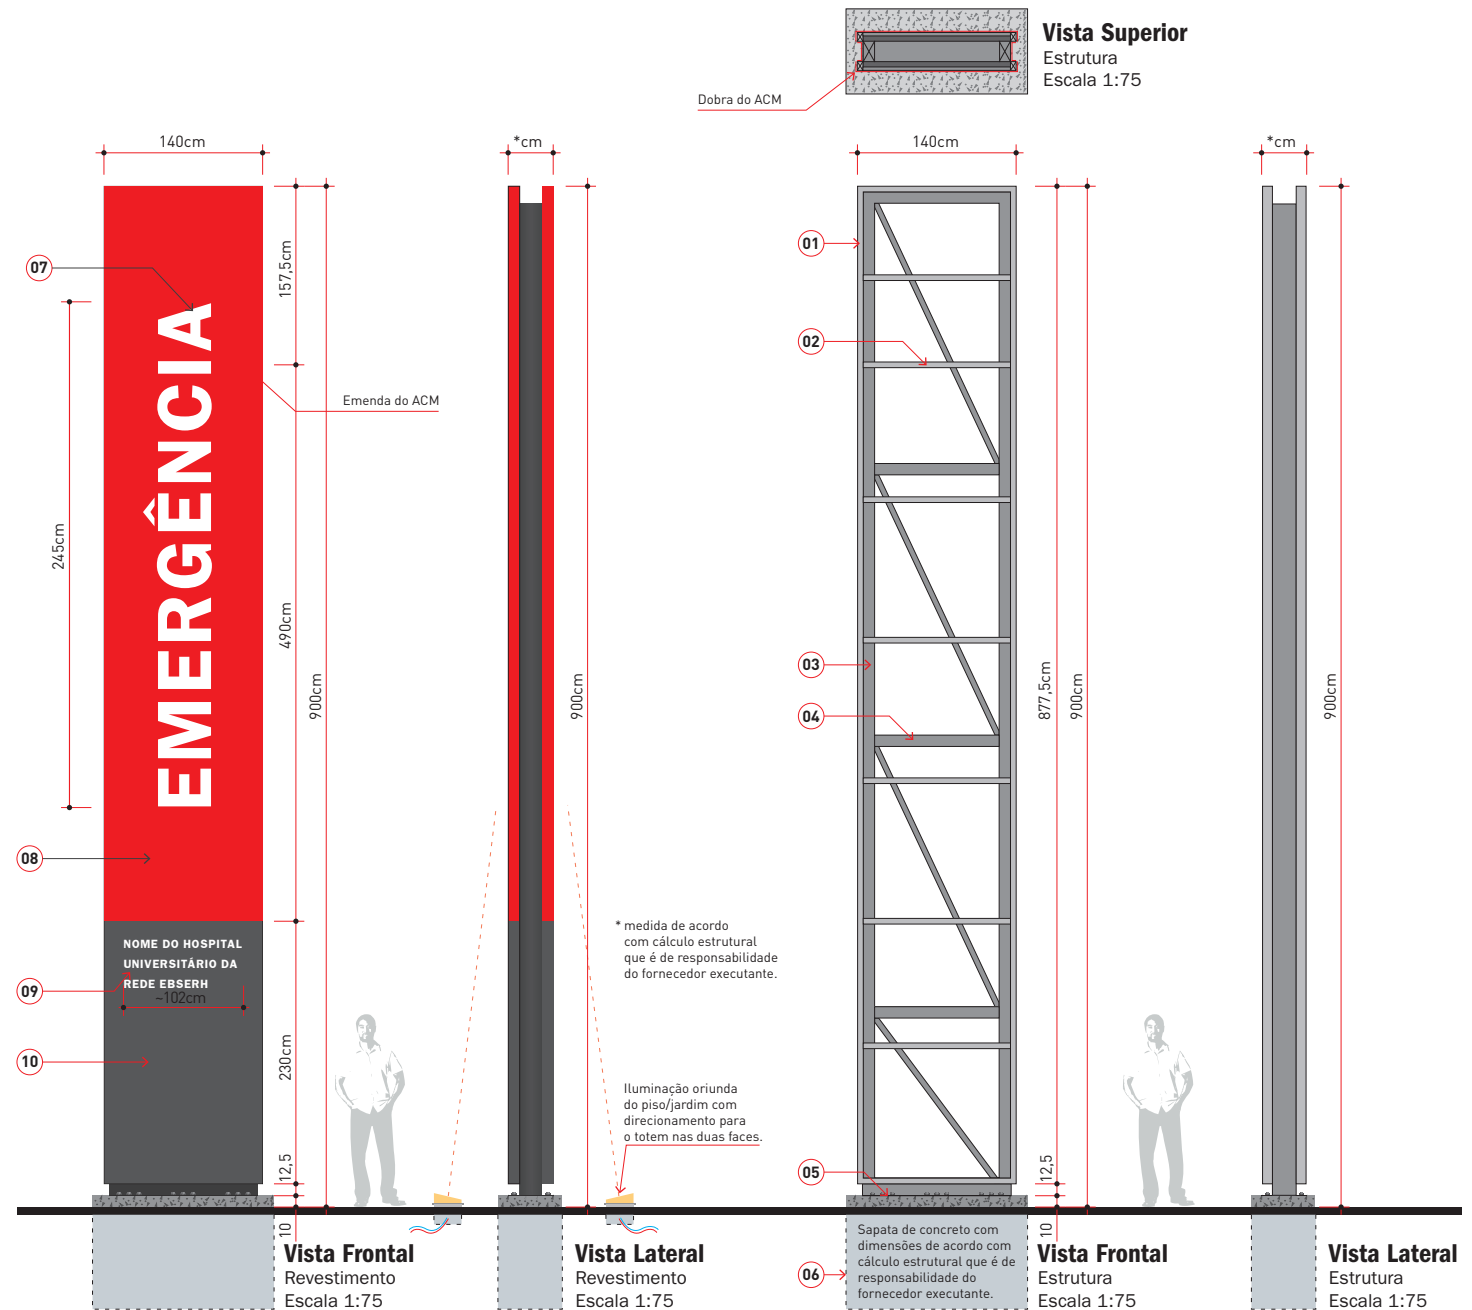 Vista Superior
Estrutura
Escala 1:75
Dobra do ACM
140cm
*cm
140cm
*cm
07
157,5cm
Emenda do ACM
EMERGÊNCIA
245cm
490cm
900cm
900cm
08
NOME DO HOSPITAL
UNIVERSITÁRIO DA
REDE EBSERH
~102cm
09
10
230cm
12,5
10
* medida de acordo
com cálculo estrutural
que é de responsabilidade
do fornecedor executante.
Iluminação oriunda
do piso/jardim com
direcionamento para
o totem nas duas faces.
01
02
03
04
05
06
877,5cm
900cm
900cm
12,5
10
Sapata de concreto com
dimensões de acordo com
cálculo estrutural que é de
responsabilidade do
fornecedor executante.
Vista Frontal
Revestimento
Escala 1:75
Vista Lateral
Revestimento
Escala 1:75
Vista Frontal
Estrutura
Escala 1:75
Vista Lateral
Estrutura
Escala 1:75